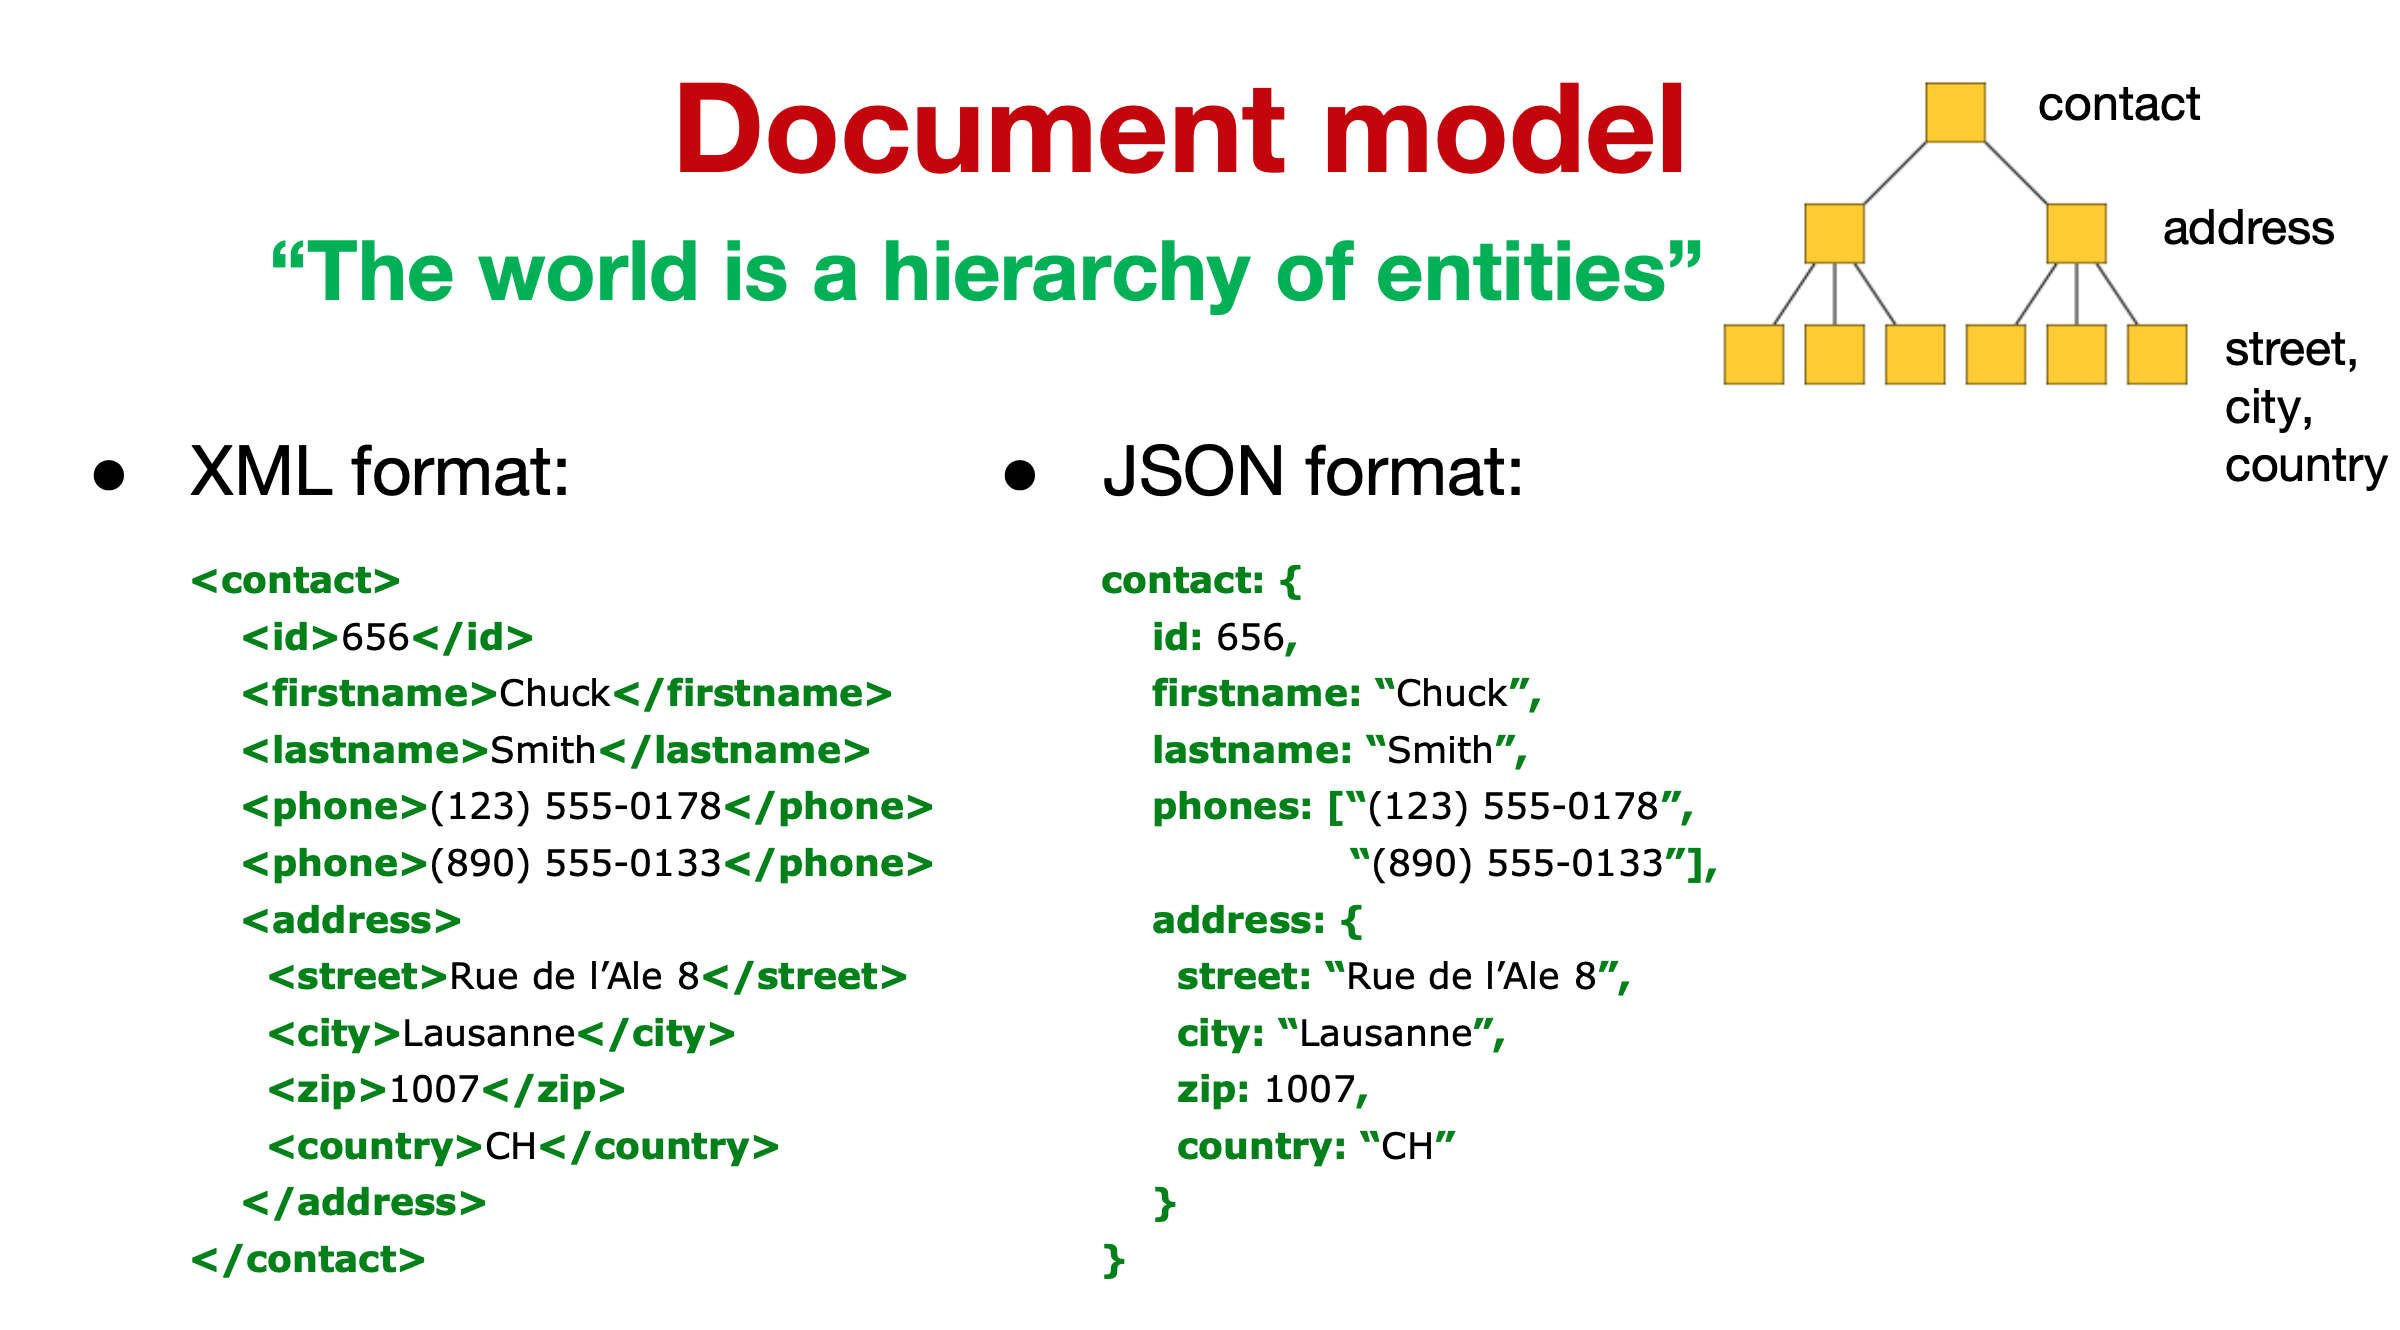 Document model
“The world is a hierarchy of entities”
contact
address
street,
city,
country
● XML format:
<contact>
<id>656</id>
<firstname>Chuck</firstname>
<lastname>Smith</lastname>
<phone>(123) 555-0178</phone>
<phone>(890) 555-0133</phone>
<address>
<street>Rue de l’Ale 8</street>
<city>Lausanne</city>
<zip>1007</zip>
<country>CH</country>
</address>
</contact>
● JSON format:
contact: {
id: 656,
firstname: “Chuck”,
lastname: “Smith”,
phones: [“(123) 555-0178”,
“(890) 555-0133”],
address: {
street: “Rue de l’Ale 8”,
city: “Lausanne”,
zip: 1007,
country: “CH”
}
}